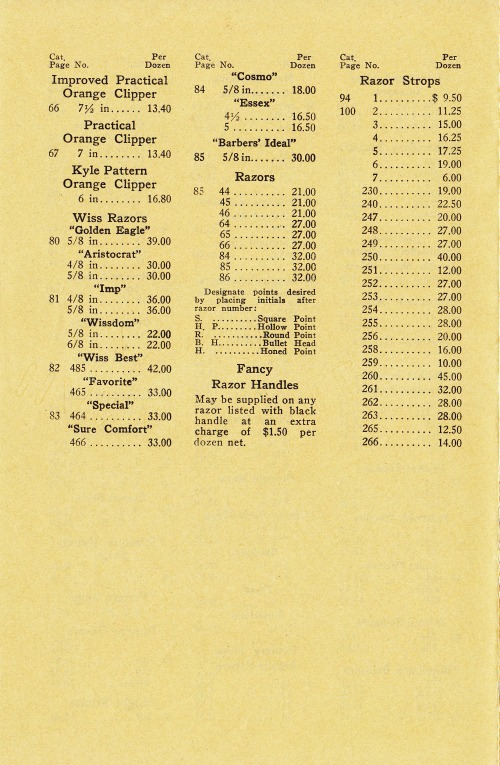 Cat. Per
Page No. Dozen
Improved Practical
Orange Clipper
66 7½ in...... 13.40
Practical
Orange Clipper
67 7 in........ 13.40
Kyle Pattern
Orange Clipper
6 in........ 16.80
Wiss Razors
"Golden Eagle"
80 5/8 in......... 39.00
"Aristocrat"
4/8 in......... 30.00
5/8 in......... 30.00
"Imp"
81 4/8 in......... 36.00
5/8 in......... 36.00
"Wissdom"
5/8 in......... 22.00
6/8 in......... 22.00
"Wiss Best"
82 485 ........... 42.00
"Favorite"
465 ........... 33.00
"Special"
83 464 ........... 33.00
"Sure Comfort"
466 ........... 33.00
Cat. Per
Page No. Dozen
"Cosmo"
84 5/8 in....... 18.00
"Essex"
4½ ........ 16.50
5 ........... 16.50
"Barbers' Ideal"
85 5/8 in....... 30.00
Razors
85 44 ............. 21.00
45 ............. 21.00
46 ............. 21.00
64 ............. 27.00
65 ............. 27.00
66 ............. 27.00
84 ............. 32.00
85 ............. 32.00
86 ............. 32.00
Designate points desired
by placing initials after
razor number:
S. ..........Square Point
H. P.........Hollow Point
R. ...........Round Point
B. H..........Bullet Head
H. ..........Honed Point
Fancy
Razor Handles
May be supplied on any
razor listed with black
handle at an extra
charge of $1.50 per
dozen net.
Cat. Per
Page No. Dozen
Razor Strops
94 1..........$ 9.50
100 2........... 11.25
3........... 15.00
4........... 16.25
5........... 17.25
6........... 19.00
7........... 6.00
230........... 19.00
240........... 22.50
247........... 20.00
248........... 27.00
249........... 27.00
250........... 40.00
251........... 12.00
252........... 27.00
253........... 27.00
254........... 28.00
255........... 28.00
256........... 20.00
258........... 16.00
259........... 10.00
260........... 45.00
261........... 32.00
262........... 28.00
263........... 28.00
265........... 12.50
266........... 14.00